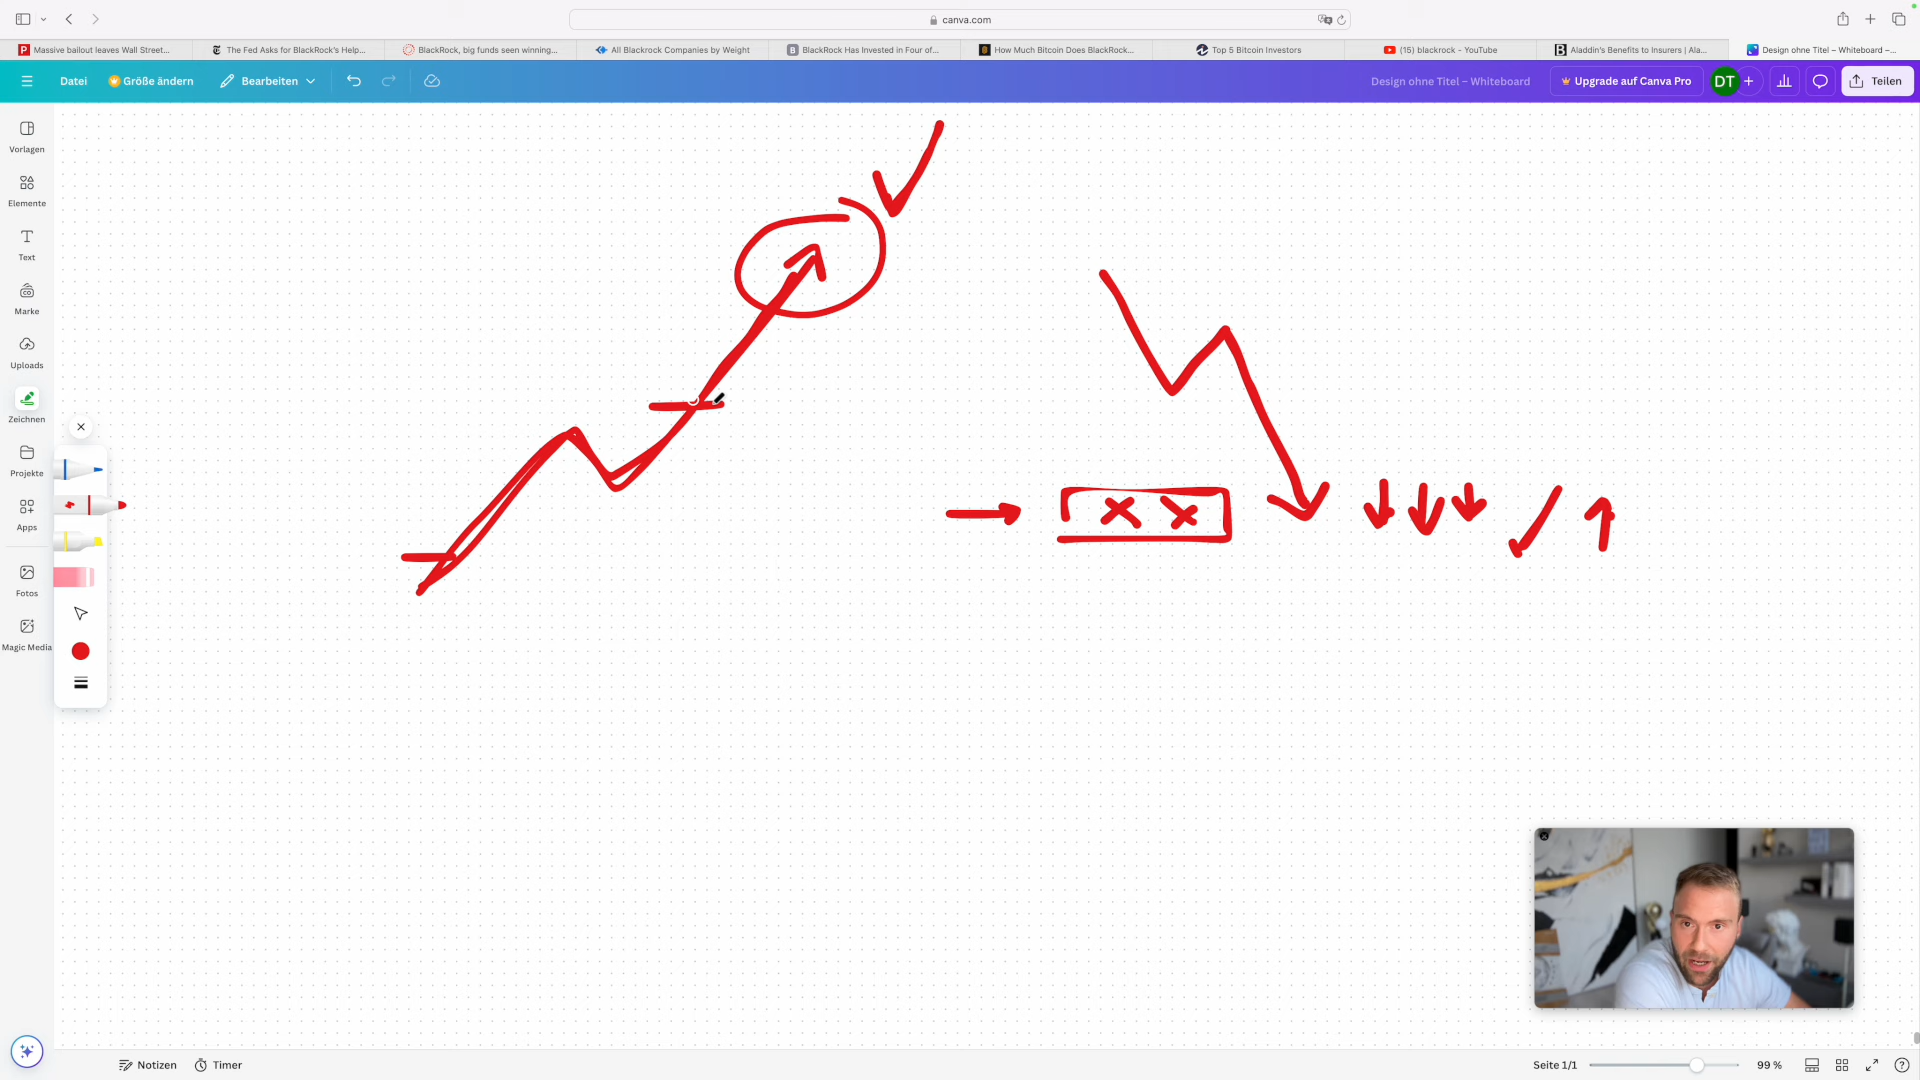 canva.com
Massive bailout leaves Wall Street...
The Fed Asks for BlackRock's Help...
BlackRock, big funds seen winning...
All Blackrock Companies by Weight
BlackRock Has Invested in Four of...
How Much Bitcoin Does BlackRock...
Top 5 Bitcoin Investors
(15) blackrock - YouTube
Aladdin's Benefits to Insurers | Ala...
Design ohne Titel – Whiteboard –...
Datei
Größe ändern
Bearbeiten
Design ohne Titel – Whiteboard
Upgrade auf Canva Pro
DT
Teilen
Vorlagen
Elemente
Text
Marke
Uploads
Zeichnen
Projekte
Apps
Fotos
Magic Media
Notizen
Timer
Seite 1/1
99 %